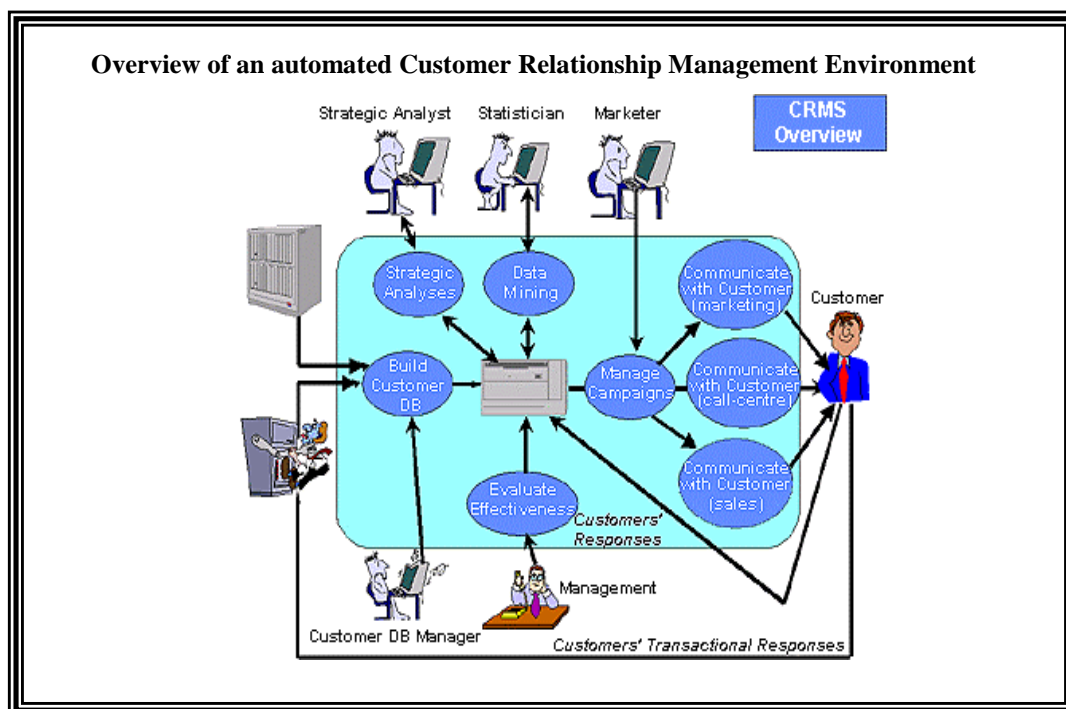 Overview of an automated Customer Relationship Management Environment
Strategic Analyst
Statistician
Marketer
CRMS
Overview
Strategic
Analyses
Data
Mining
Communicate
with Customer
(marketing)
Customer
Build
Customer
DB
Manage
Campaigns
Communicate
with Customer
(call-centre)
Evaluate
Effectiveness
Communicate
with Customer
(sales)
Customers'
Responses
Management
Customer DB Manager
Customers' Transactional Responses